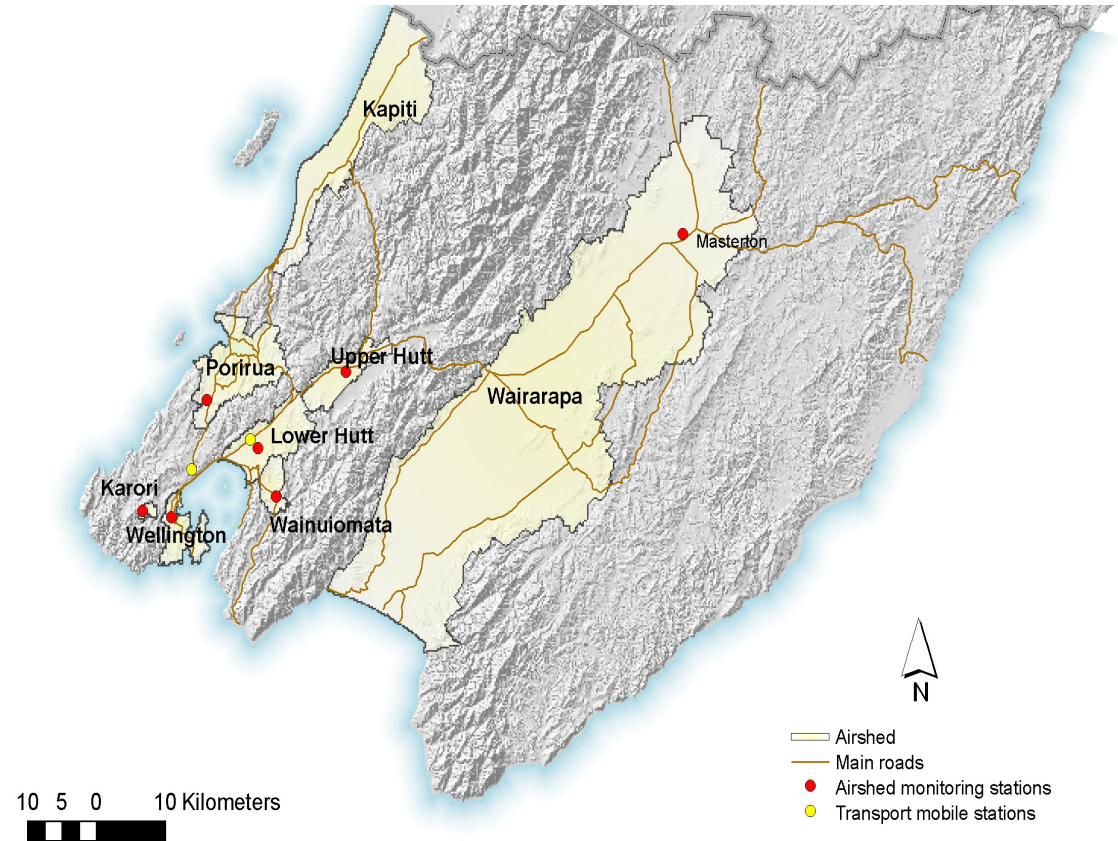 Kapiti
Masterton
Upper Hutt
Porirua
Wairarapa
Lower Hutt
Karori
Wainuiomata
Wellington
N
Airshed
Main roads
Airshed monitoring stations
Transport mobile stations
10 5 0 10 Kilometers